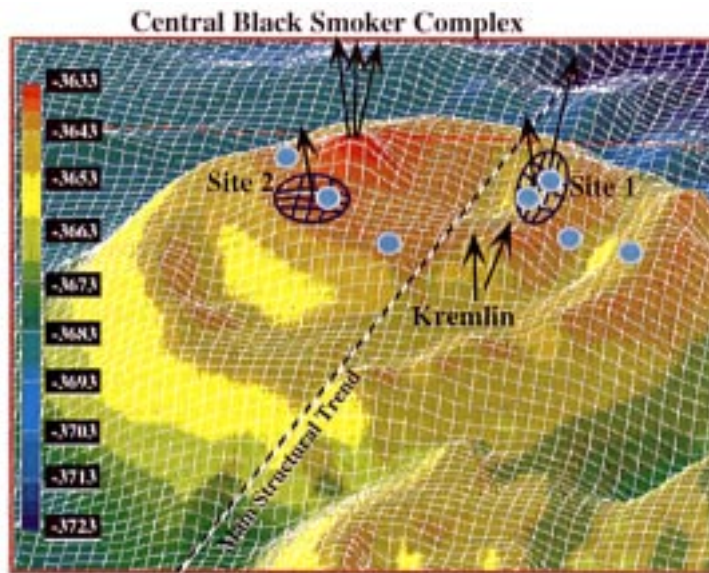 Central Black Smoker Complex
-3633
-3643
-3653
-3663
-3673
-3683
-3693
-3703
-3713
-3723
Site 2
Site 1
Kremlin
Main Structural Trend